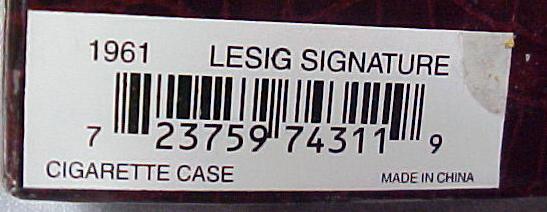 1961 LESIG SIGNATURE
7 23759 74311 9
CIGARETTE CASE MADE IN CHINA